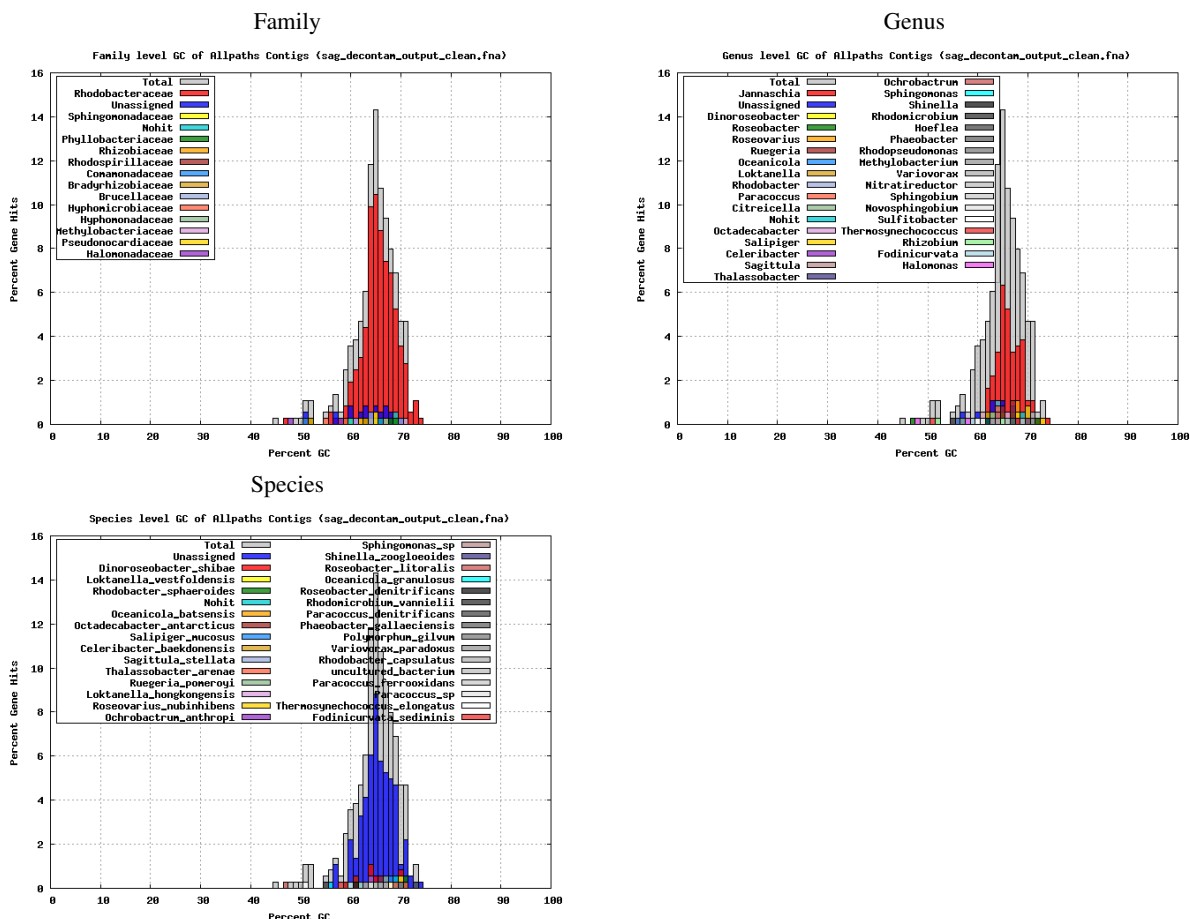 Family
Family level GC of Allpaths Contigs (sag_decontam_output_clean.fna)
Percent Gene Hits
16
14
12
10
8
6
4
2
0
Total
Rhodobacteraceae
Unassigned
Sphingomonadaceae
Nohit
Phyllobacteriaceae
Rhizobiaceae
Rhodospirillaceae
Comamonadaceae
Bradyrhizobiaceae
Brucellaceae
Hyphomicrobiaceae
Hyphomonadaceae
Methylobacteriaceae
Pseudonocardiaceae
Halomonadaceae
0 10 20 30 40 50 60 70 80 90 100
Percent GC
Genus
Genus level GC of Allpaths Contigs (sag_decontam_output_clean.fna)
Percent Gene Hits
16
14
12
10
8
6
4
2
0
Total
Jannaschia
Unassigned
Dinoroseobacter
Roseobacter
Roseovarius
Ruegeria
Oceanicola
Loktanella
Rhodobacter
Paracoccus
Citreicella
Nohit
Octadecabacter
Salipiger
Celeribacter
Sagittula
Thalassobacter
Ochrobactrum
Sphingomonas
Shinella
Rhodomicrobium
Hoeflea
Phaeobacter
Rhodopseudomonas
Methylobacterium
Variovorax
Nitratireductor
Sphingobium
Novosphingobium
Sulfitobacter
Thermosynechococcus
Rhizobium
Fodinicurvata
Halomonas
0 10 20 30 40 50 60 70 80 90 100
Percent GC
Species
Species level GC of Allpaths Contigs (sag_decontam_output_clean.fna)
Percent Gene Hits
16
14
12
10
8
6
4
2
0
Total
Unassigned
Dinoroseobacter_shibae
Loktanella_vestfoldensis
Rhodobacter_sphaeroides
Nohit
Oceanicola_batsensis
Octadecabacter_antarcticus
Salipiger_mucosus
Celeribacter_baekdonensis
Sagittula_stellata
Thalassobacter_arenae
Ruegeria_pomeroyi
Loktanella_hongkongensis
Roseovarius_nubinhibens
Ochrobactrum_anthropi
Sphingomonas_sp
Shinella_zoogloeoides
Roseobacter_litoralis
Oceanicola_granulosus
Roseobacter_denitrificans
Rhodomicrobium_vannielii
Paracoccus_denitrificans
Phaeobacter_gallaeciensis
Polymorphum_gilvum
Variovorax_paradoxus
Rhodobacter_capsulatus
uncultured_bacterium
Paracoccus_ferrooxidans
Paracoccus_sp
Thermosynechococcus_elongatus
Fodinicurvata_sediminis
0 10 20 30 40 50 60 70 80 90 100
Percent GC